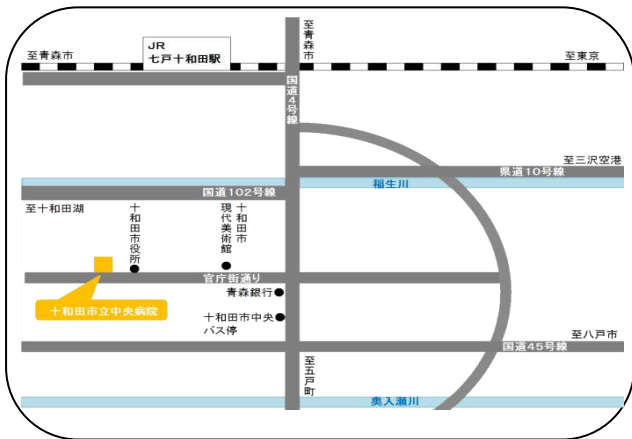 至青森市
JR
七戸十和田駅
至青森市
至東京
国道4号線
至三沢空港
県道10号線
稲生川
国道102号線
至十和田湖
十和田市役所
十和田市
現代美術館
官庁街通り
青森銀行
十和田市立中央病院
十和田市中央
バス停
至八戸市
国道45号線
至五戸町
奥入瀬川